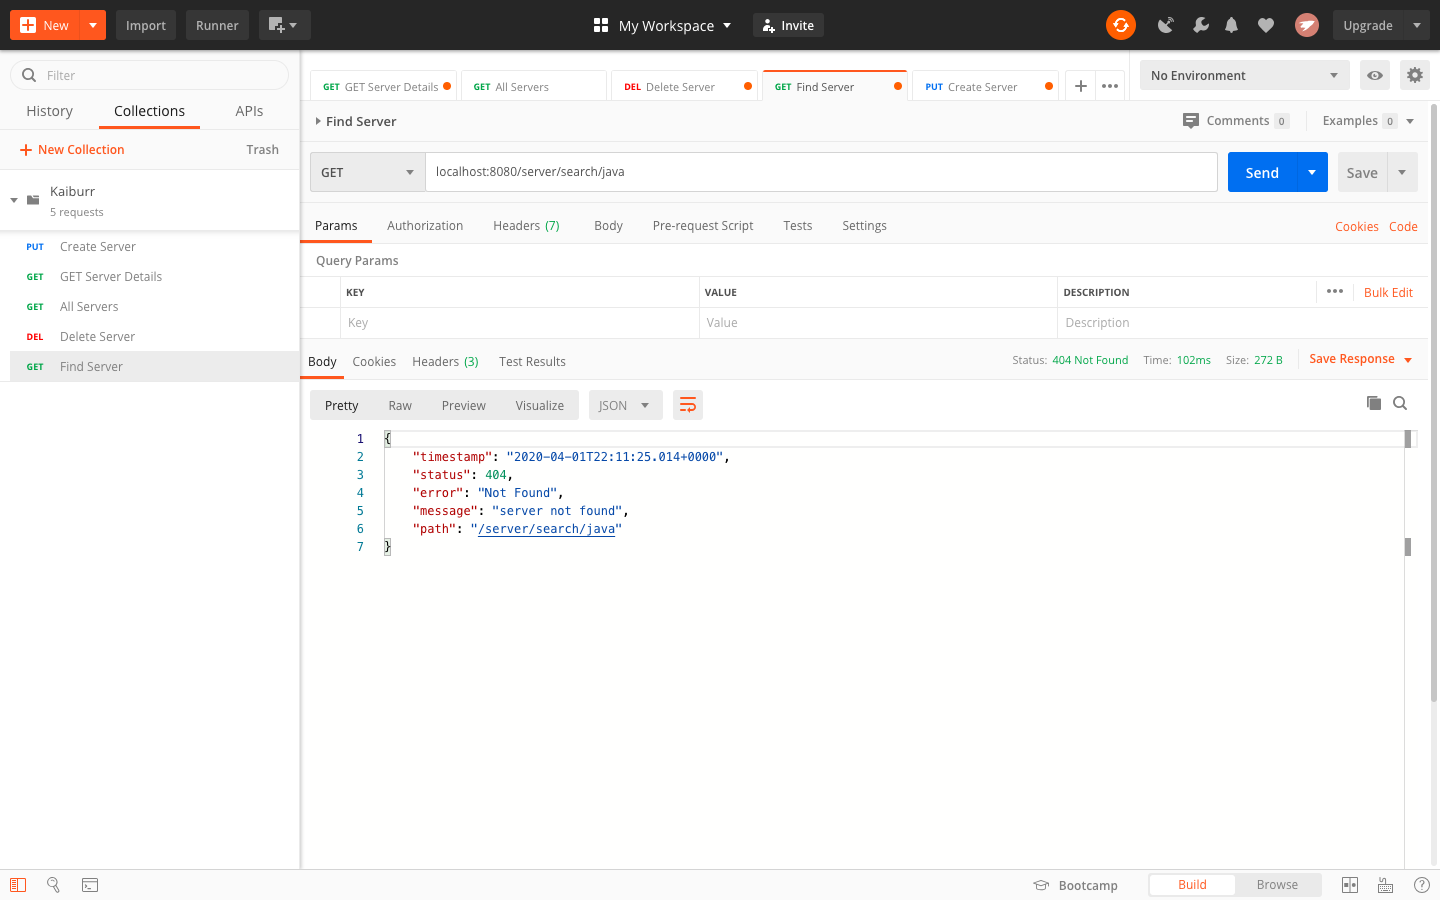 New
Import
Runner
My Workspace
Invite
Upgrade
Filter
History
Collections
APIs
New Collection
Trash
Kaiburr
5 requests
PUT Create Server
GET GET Server Details
GET All Servers
DEL Delete Server
GET Find Server
GET GET Server Details
GET All Servers
DEL Delete Server
GET Find Server
PUT Create Server
No Environment
Find Server
Comments 0
Examples 0
GET
localhost:8080/server/search/java
Send
Save
Params
Authorization
Headers (7)
Body
Pre-request Script
Tests
Settings
Cookies
Code
Query Params
KEY
VALUE
DESCRIPTION
Bulk Edit
Key
Value
Description
Body
Cookies
Headers (3)
Test Results
Status: 404 Not Found
Time: 102ms
Size: 272 B
Save Response
Pretty
Raw
Preview
Visualize
JSON
1 {
2 "timestamp": "2020-04-01T22:11:25.014+0000",
3 "status": 404,
4 "error": "Not Found",
5 "message": "server not found",
6 "path": "/server/search/java"
7 }
Bootcamp
Build
Browse